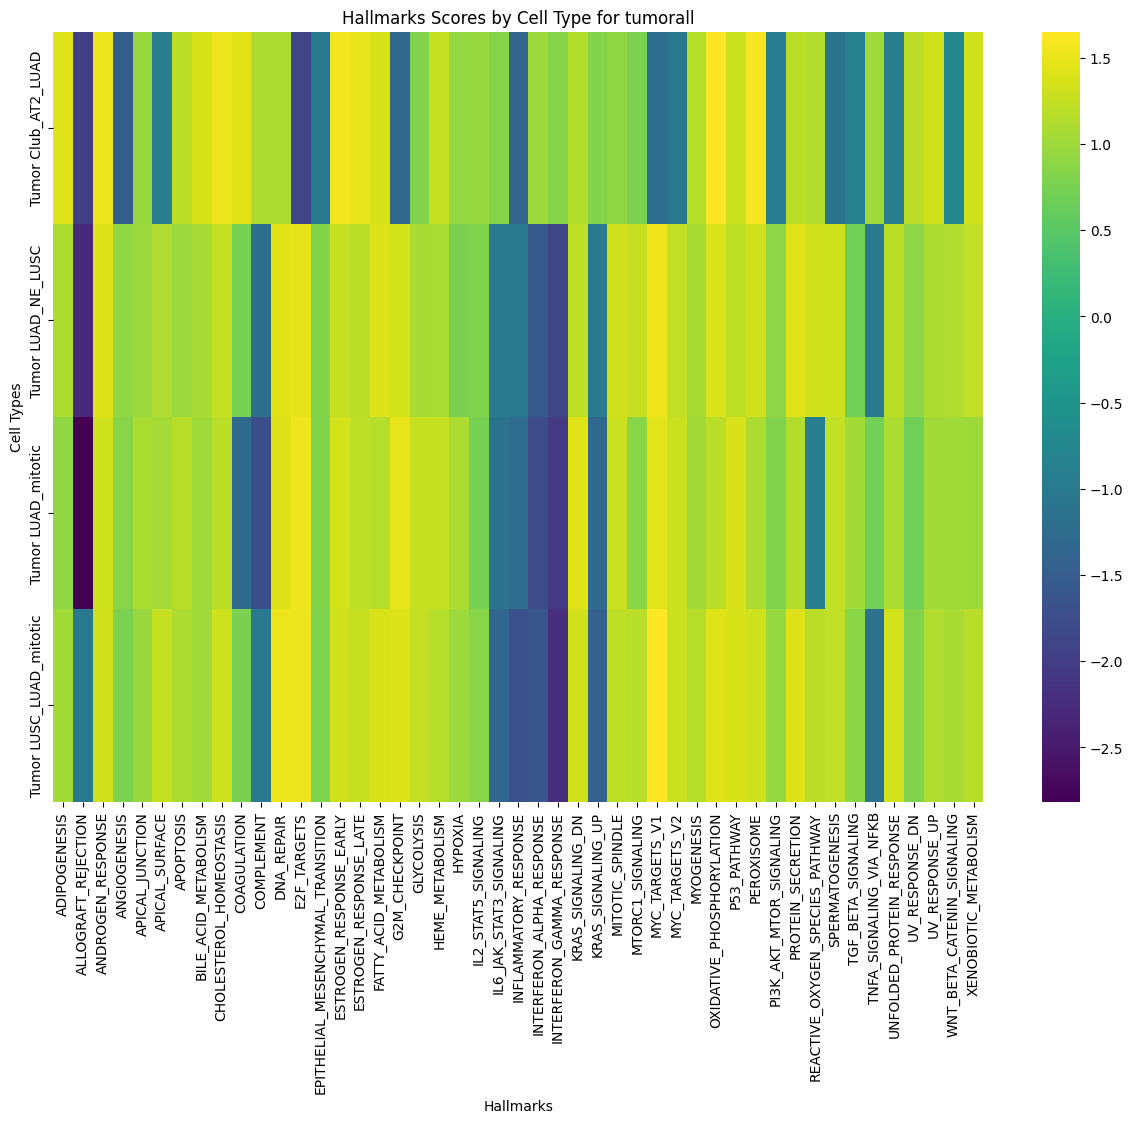 Hallmarks Scores by Cell Type for tumorall
Cell Types
Tumor Club_AT2_LUAD
Tumor LUAD_NE_LUSC
Tumor LUAD_mitotic
Tumor LUSC_LUAD_mitotic
1.5
1.0
0.5
0.0
−0.5
−1.0
−1.5
−2.0
−2.5
ADIPOGENESIS
ALLOGRAFT_REJECTION
ANDROGEN_RESPONSE
ANGIOGENESIS
APICAL_JUNCTION
APICAL_SURFACE
APOPTOSIS
BILE_ACID_METABOLISM
CHOLESTEROL_HOMEOSTASIS
COAGULATION
COMPLEMENT
DNA_REPAIR
E2F_TARGETS
EPITHELIAL_MESENCHYMAL_TRANSITION
ESTROGEN_RESPONSE_EARLY
ESTROGEN_RESPONSE_LATE
FATTY_ACID_METABOLISM
G2M_CHECKPOINT
GLYCOLYSIS
HEME_METABOLISM
HYPOXIA
IL2_STAT5_SIGNALING
IL6_JAK_STAT3_SIGNALING
INFLAMMATORY_RESPONSE
INTERFERON_ALPHA_RESPONSE
INTERFERON_GAMMA_RESPONSE
KRAS_SIGNALING_DN
KRAS_SIGNALING_UP
MITOTIC_SPINDLE
MTORC1_SIGNALING
MYC_TARGETS_V1
MYC_TARGETS_V2
MYOGENESIS
OXIDATIVE_PHOSPHORYLATION
P53_PATHWAY
PEROXISOME
PI3K_AKT_MTOR_SIGNALING
PROTEIN_SECRETION
REACTIVE_OXYGEN_SPECIES_PATHWAY
SPERMATOGENESIS
TGF_BETA_SIGNALING
TNFA_SIGNALING_VIA_NFKB
UNFOLDED_PROTEIN_RESPONSE
UV_RESPONSE_DN
UV_RESPONSE_UP
WNT_BETA_CATENIN_SIGNALING
XENOBIOTIC_METABOLISM
Hallmarks